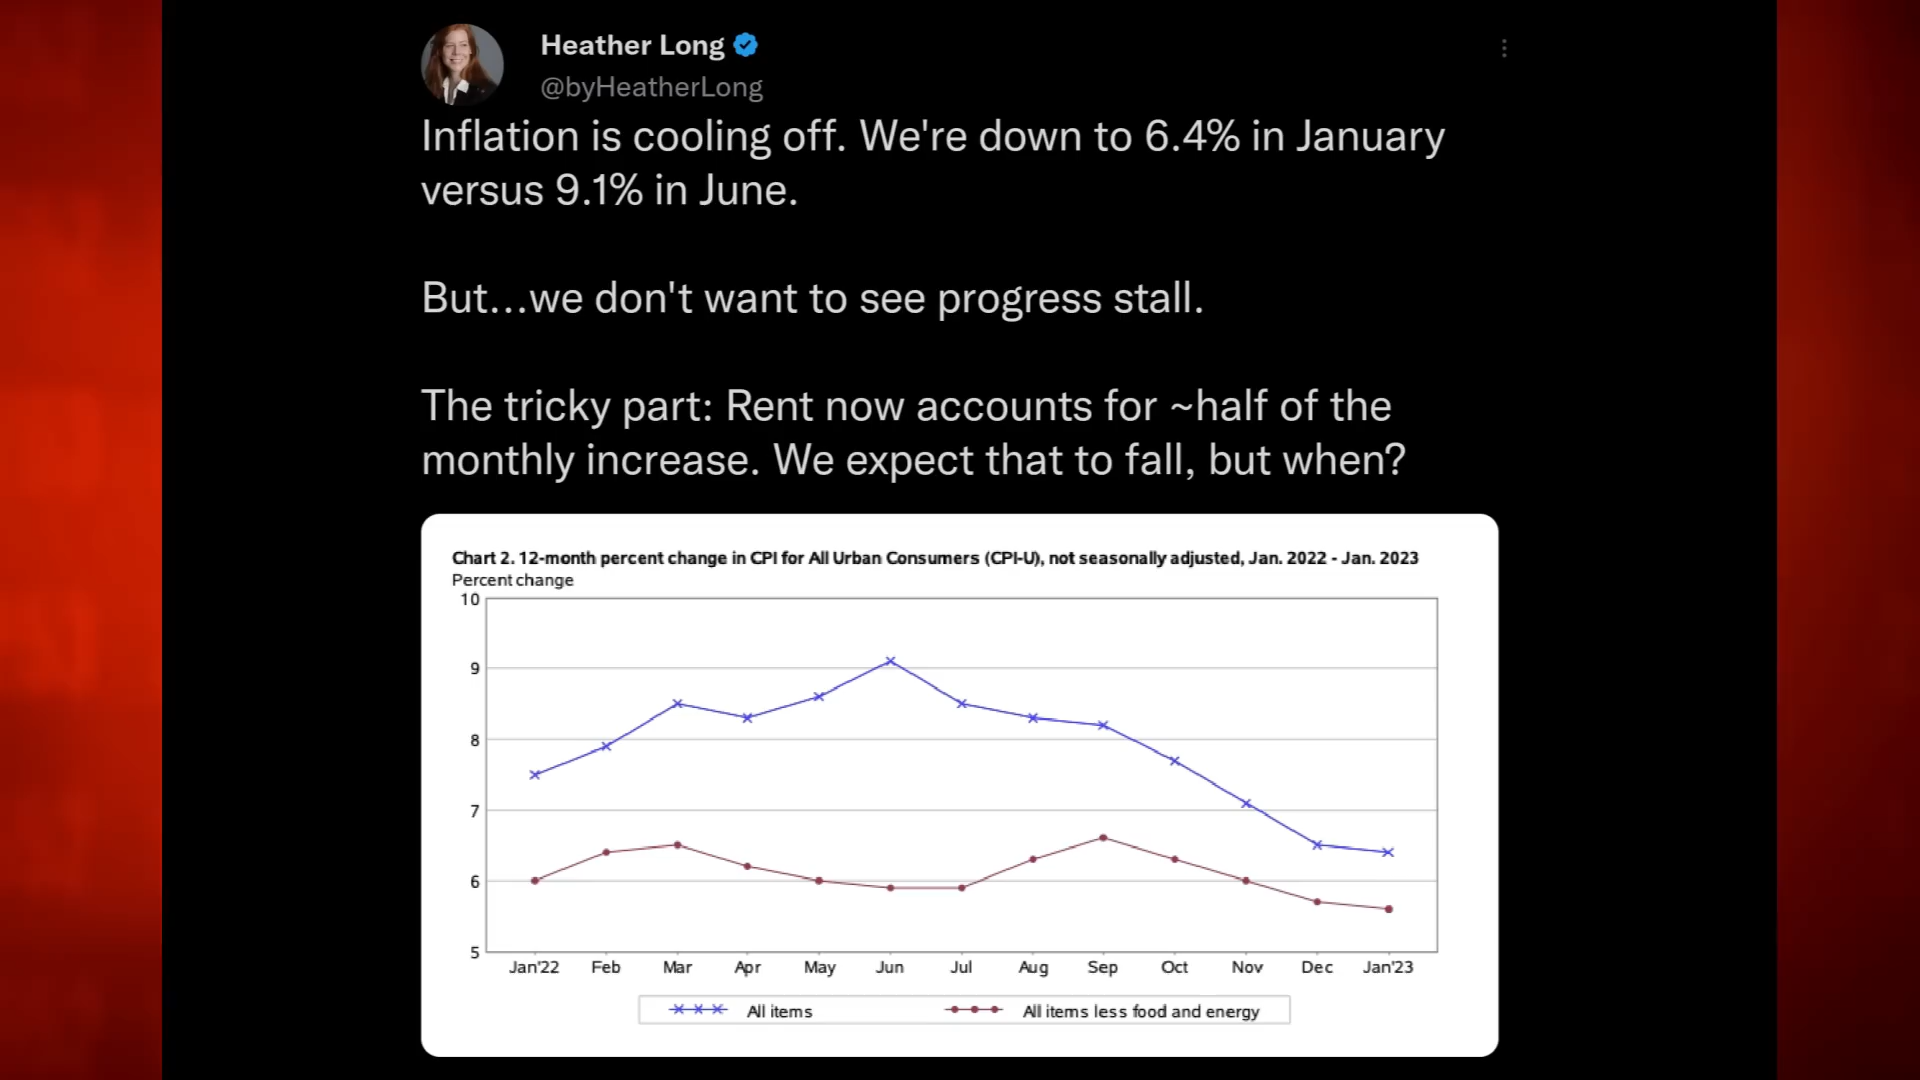 Heather Long
@byHeatherLong
Inflation is cooling off. We're down to 6.4% in January
versus 9.1% in June.
But...we don't want to see progress stall.
The tricky part: Rent now accounts for ~half of the
monthly increase. We expect that to fall, but when?
Chart 2. 12-month percent change in CPI for All Urban Consumers (CPI-U), not seasonally adjusted, Jan. 2022 - Jan. 2023
Percent change
10
9
8
7
6
5
Jan'22 Feb Mar Apr May Jun Jul Aug Sep Oct Nov Dec Jan'23
All items All items less food and energy